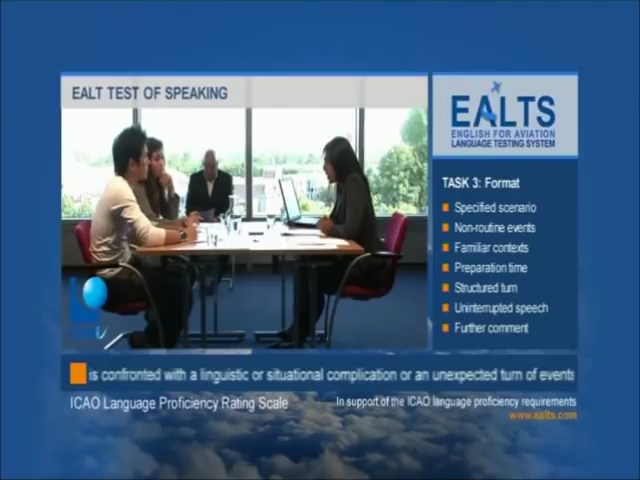 EALT TEST OF SPEAKING
EALTS
ENGLISH FOR AVIATION
LANGUAGE TESTING SYSTEM
TASK 3: Format
Specified scenario
Non-routine events
Familiar contexts
Preparation time
Structured turn
Uninterrupted speech
Further comment
is confronted with a linguistic or situational complication or an unexpected turn of events
ICAO Language Proficiency Rating Scale
In support of the ICAO language proficiency requirements
www.ealts.com